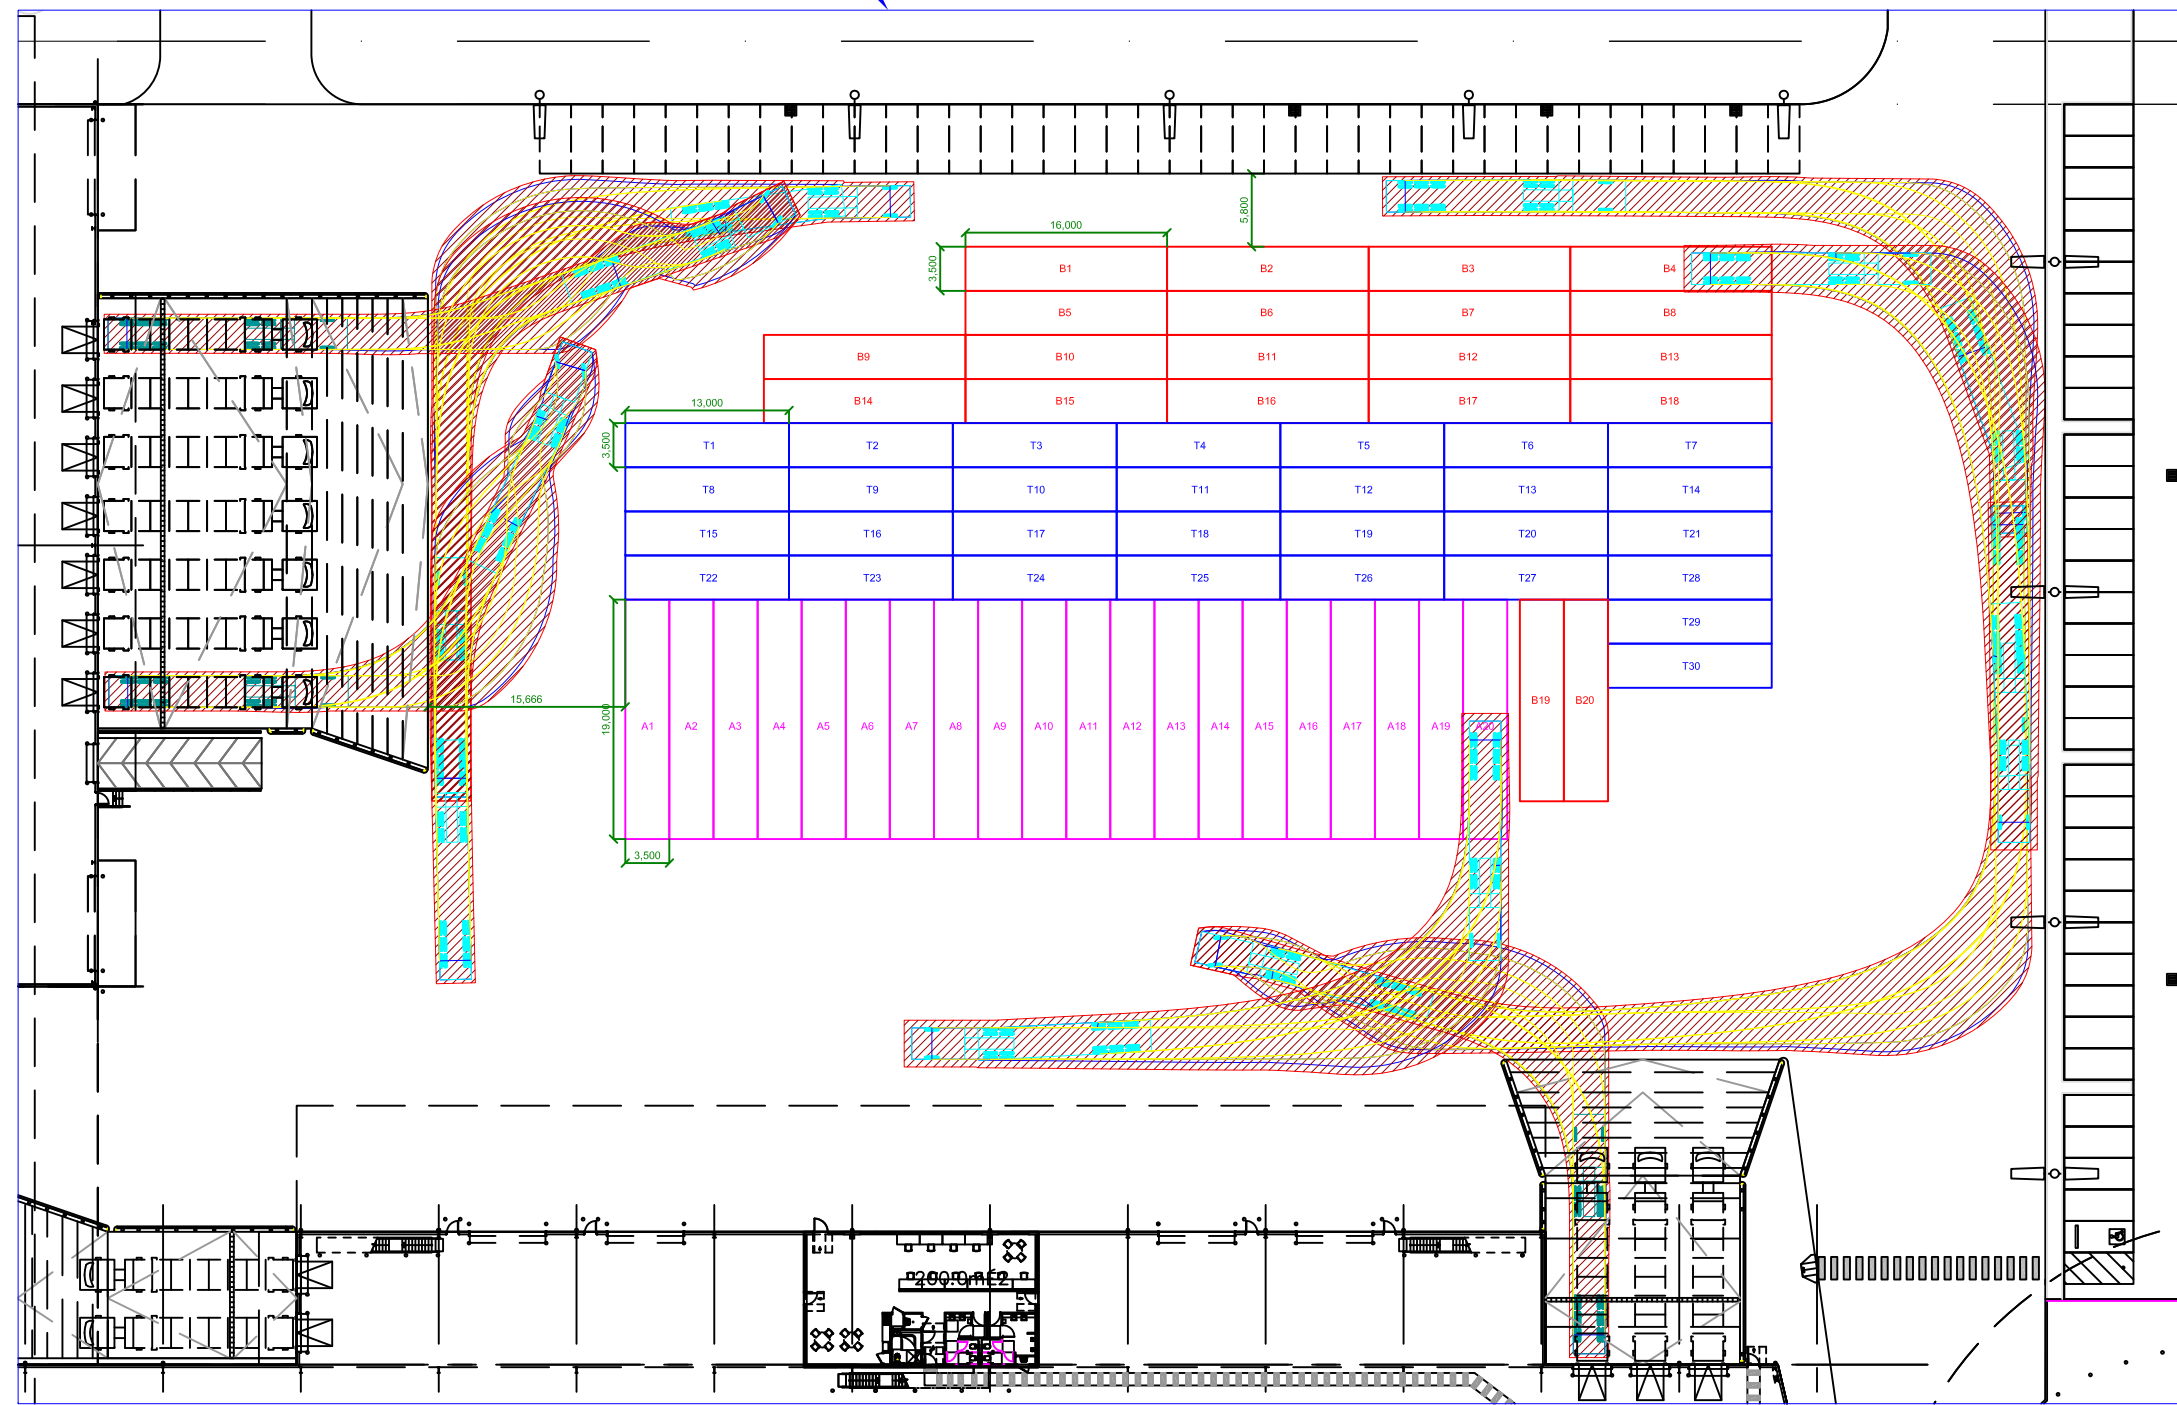 5,800
16,000
3,500
B1 B2 B3 B4
B5 B6 B7 B8
B9 B10 B11 B12 B13
B14 B15 B16 B17 B18
13,000
3,500
T1 T2 T3 T4 T5 T6 T7
T8 T9 T10 T11 T12 T13 T14
T15 T16 T17 T18 T19 T20 T21
T22 T23 T24 T25 T26 T27 T28
T29
T30
15,666
19,000
A1 A2 A3 A4 A5 A6 A7 A8 A9 A10 A11 A12 A13 A14 A15 A16 A17 A18 A19 A20
B19 B20
3,500